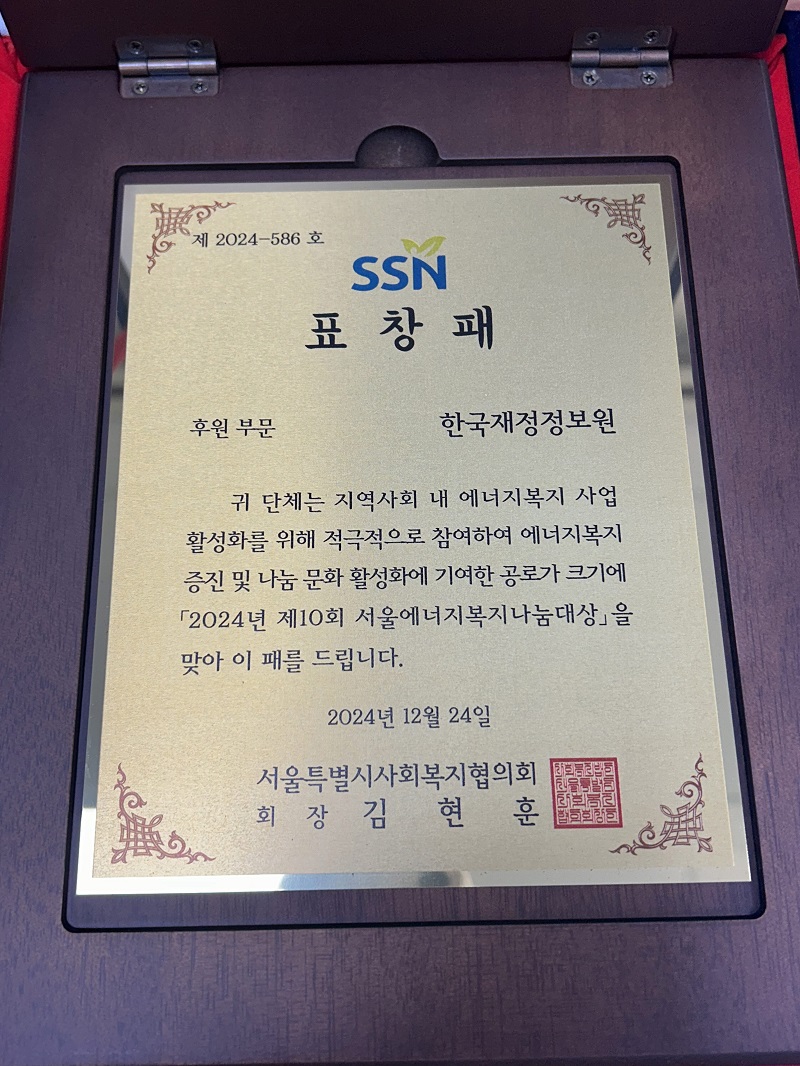 제 2024-586 호
SSN
표 창 패
후원 부문 한국재정정보원
귀 단체는 지역사회 내 에너지복지 사업
활성화를 위해 적극적으로 참여하여 에너지복지
증진 및 나눔 문화 활성화에 기여한 공로가 크기에
「2024년 제10회 서울에너지복지나눔대상」을
맞아 이 패를 드립니다.
2024년 12월 24일
서울특별시사회복지협의회
회 장 김 현 훈